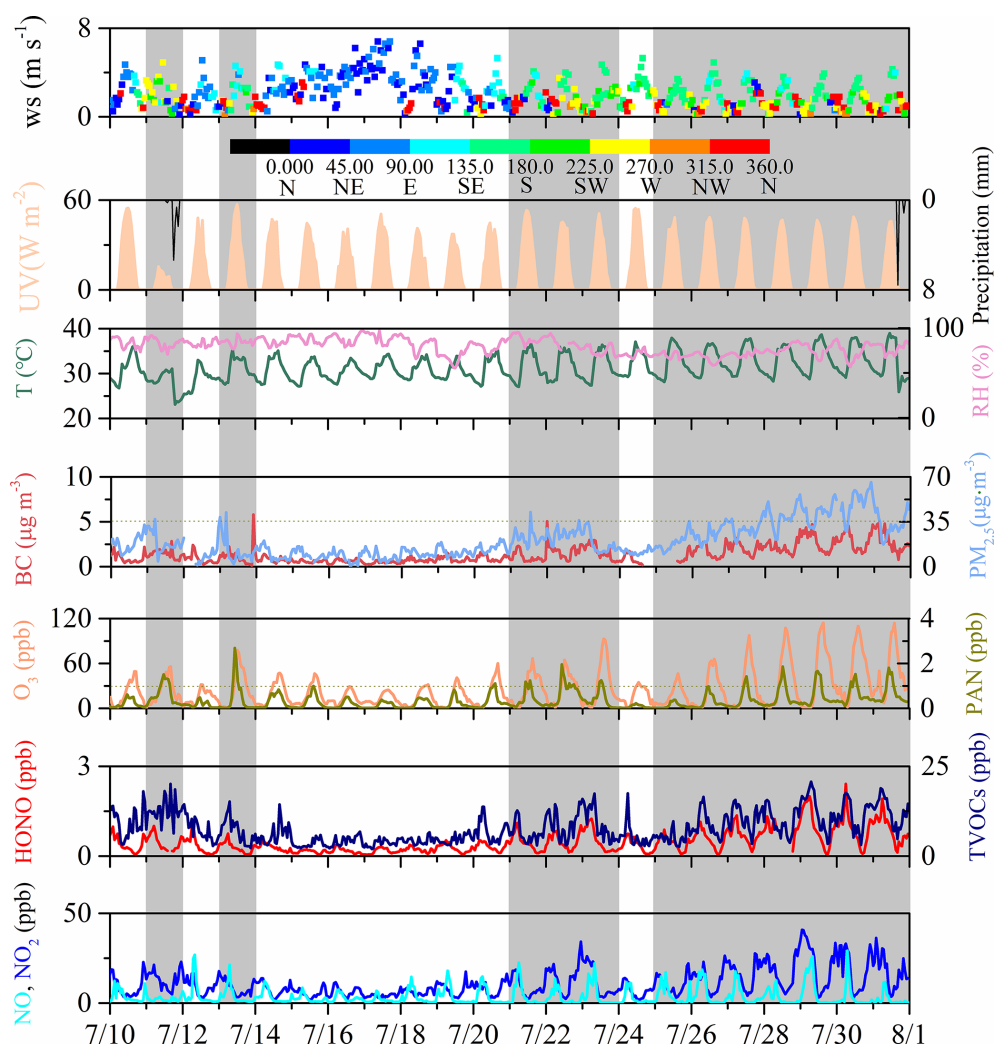 ws (m s⁻¹)
8
0
0.000 45.00 90.00 135.0 180.0 225.0 270.0 315.0 360.0
N NE E SE S SW W NW N
UV(W m⁻²)
60
0
0
8
Precipitation (mm)
T (℃)
40
30
20
100
0
RH (%)
BC (μg m⁻³)
10
5
0
70
35
0
PM₂.₅(μg·m⁻³)
O₃ (ppb)
120
60
0
4
2
0
PAN (ppb)
HONO (ppb)
3
0
25
0
TVOCs (ppb)
NO, NO₂ (ppb)
50
0
7/10 7/12 7/14 7/16 7/18 7/20 7/22 7/24 7/26 7/28 7/30 8/1